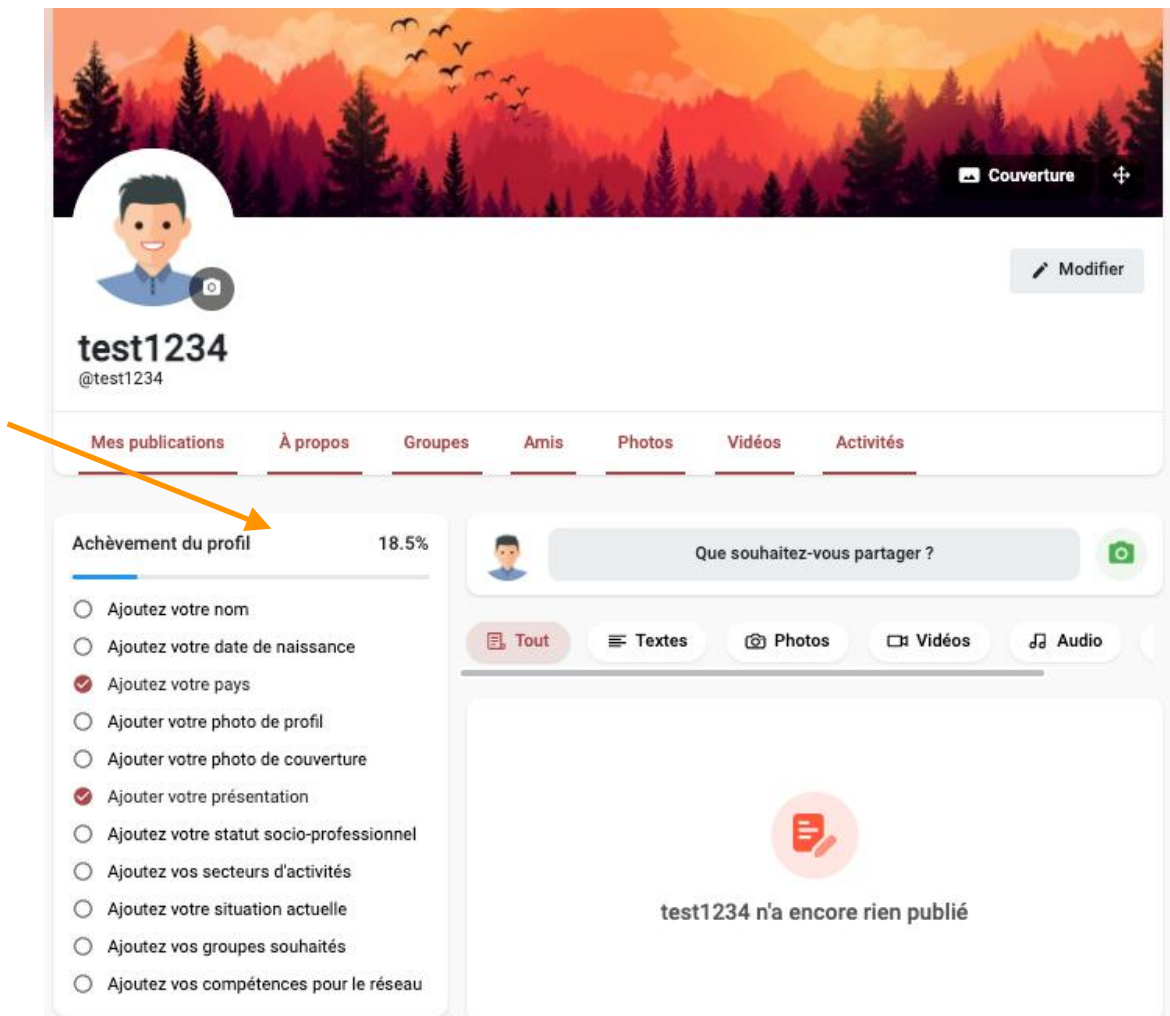 Couverture
Modifier
test1234
@test1234
Mes publications À propos Groupes Amis Photos Vidéos Activités
Achèvement du profil 18.5%
Ajoutez votre nom
Ajoutez votre date de naissance
Ajoutez votre pays
Ajouter votre photo de profil
Ajouter votre photo de couverture
Ajouter votre présentation
Ajoutez votre statut socio-professionnel
Ajoutez vos secteurs d'activités
Ajoutez votre situation actuelle
Ajoutez vos groupes souhaités
Ajoutez vos compétences pour le réseau
Que souhaitez-vous partager ?
Tout Textes Photos Vidéos Audio
test1234 n'a encore rien publié